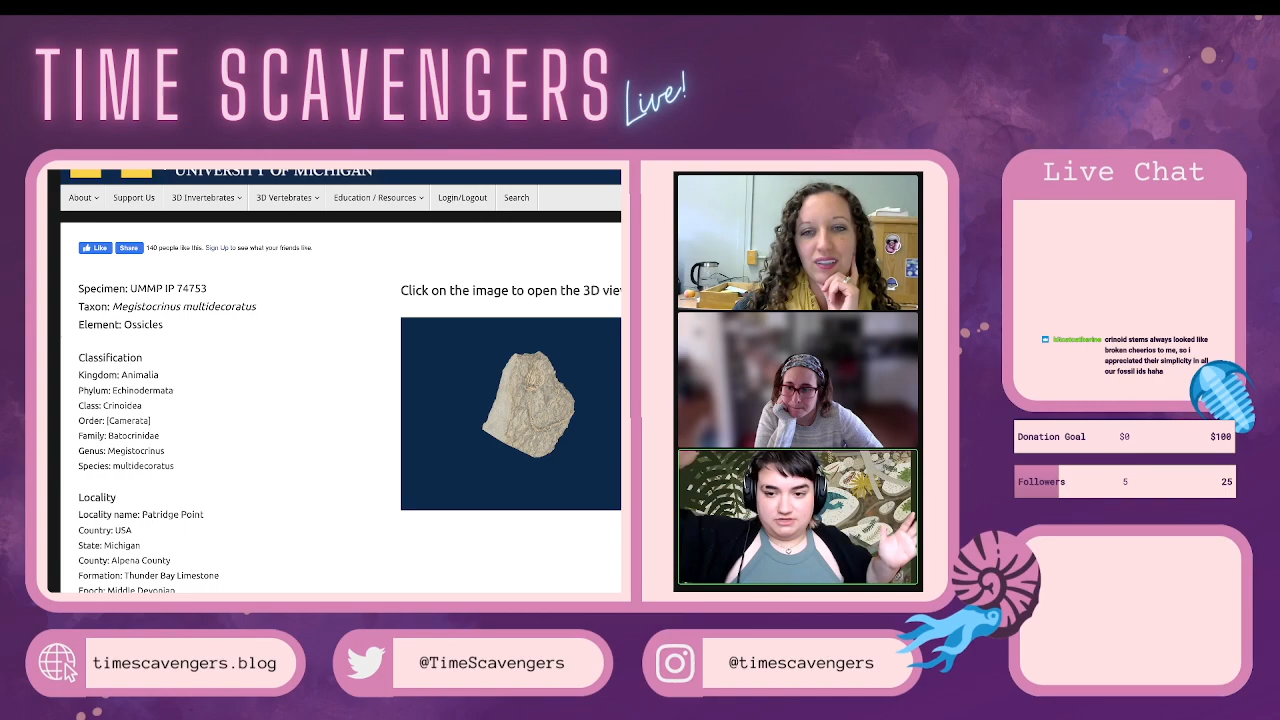 TIME SCAVENGERS
Live!
UNIVERSITY OF MICHIGAN
About
Support Us
3D Invertebrates
3D Vertebrates
Education / Resources
Login/Logout
Search
Like
Share
140 people like this. Sign Up to see what your friends like.
Specimen: UMMP IP 74753
Taxon: Megistocrinus multidecoratus
Element: Ossicles
Click on the image to open the 3D
Classification
Kingdom: Animalia
Phylum: Echinodermata
Class: Crinoidea
Order: [Camerata]
Family: Batocrinidae
Genus: Megistocrinus
Species: multidecoratus
Locality
Locality name: Patridge Point
Country: USA
State: Michigan
County: Alpena County
Formation: Thunder Bay Limestone
Epoch: Middle Devonian
Live Chat
crinoid stems always looked like
broken cheerios to me, so i
appreciated their simplicity in all
our fossil ids haha
Donation Goal $0 $100
Followers 5 25
timescavengers.blog
@TimeScavengers
@timescavengers